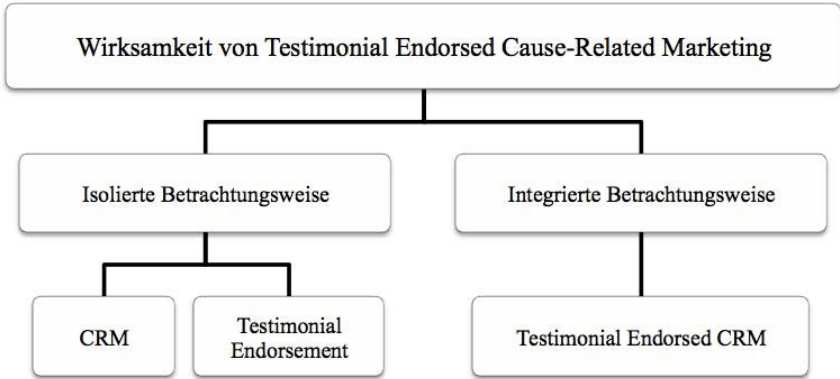 Wirksamkeit von Testimonial Endorsed Cause-Related Marketing
Isolierte Betrachtungsweise
Integrierte Betrachtungsweise
CRM
Testimonial
Endorsement
Testimonial Endorsed CRM